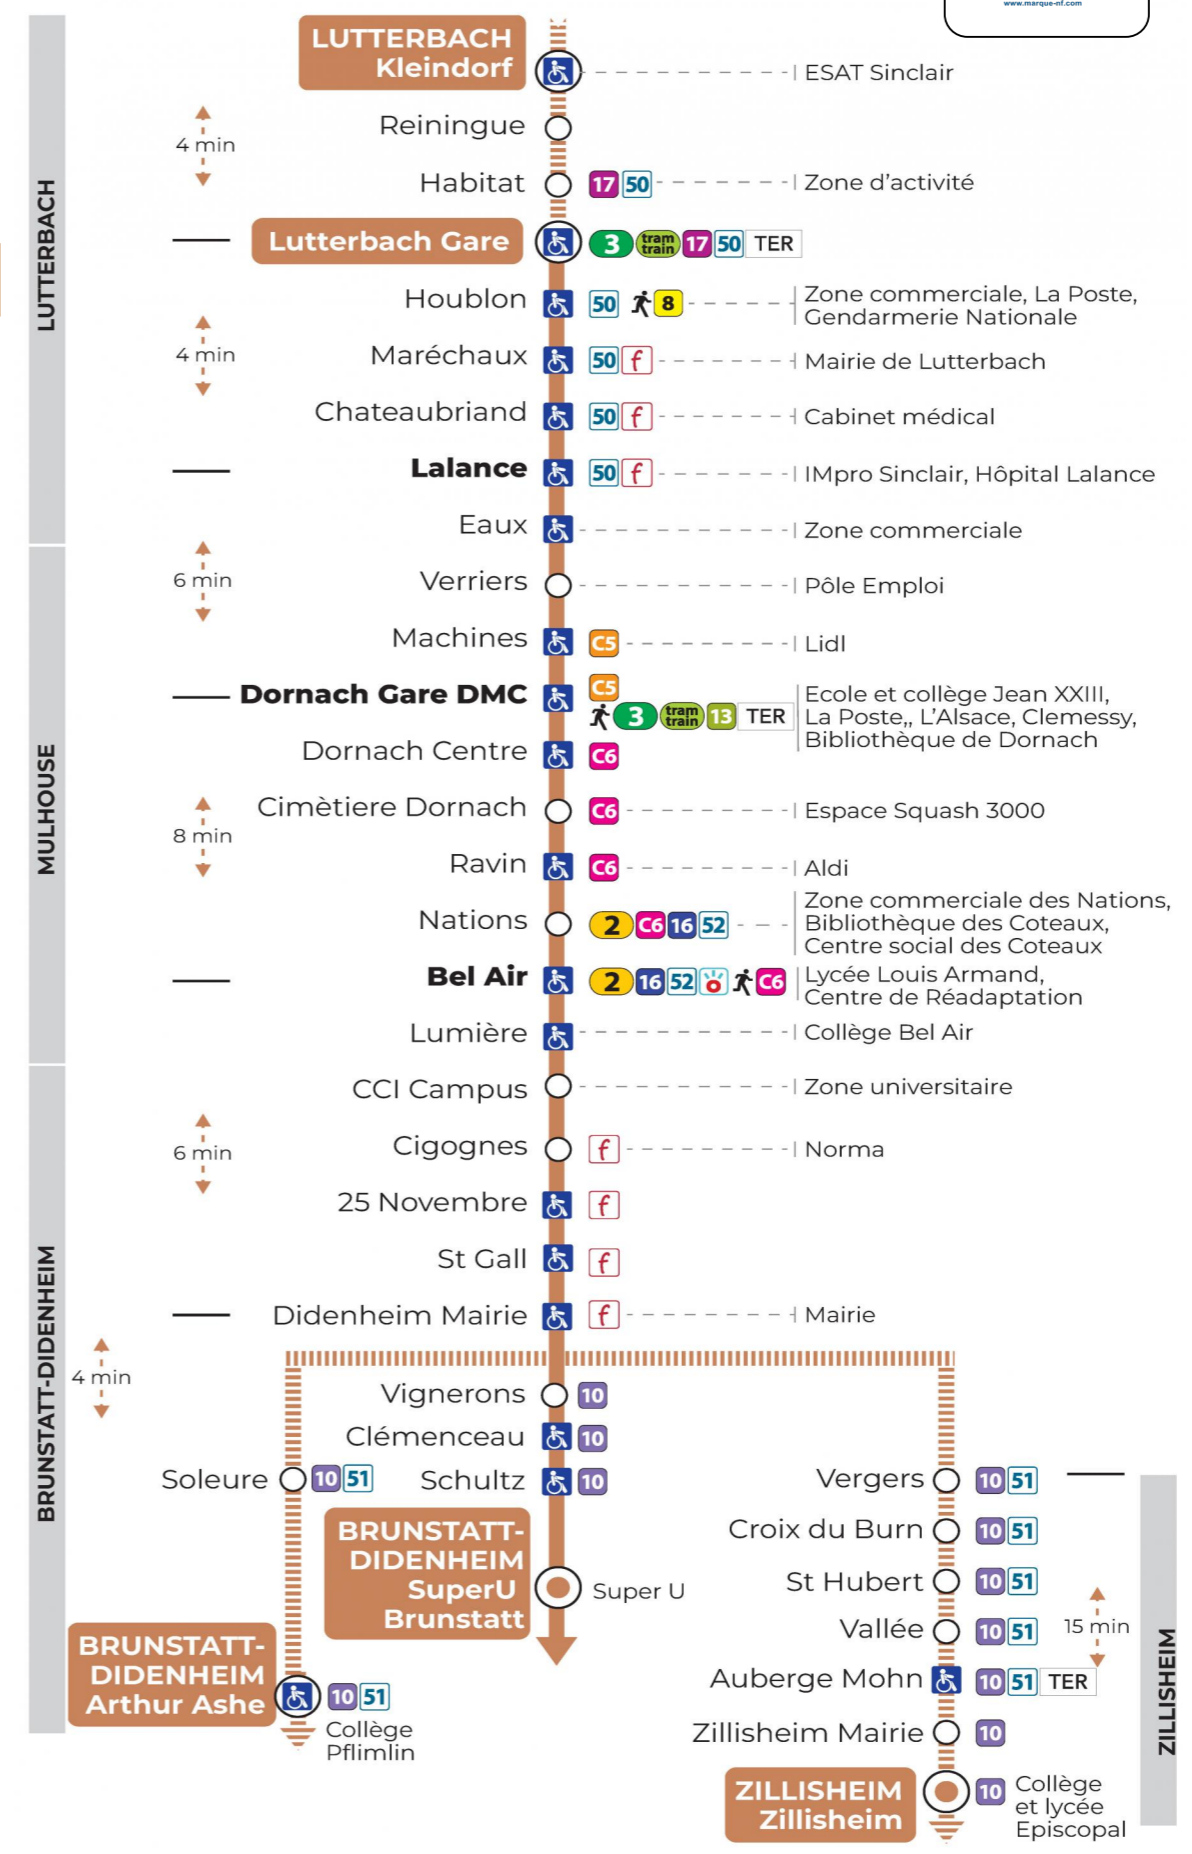 www.marque-nf.com
LUTTERBACH
Kleindorf
ESAT Sinclair
Reiningue
4 min
Habitat
17 50
Zone d'activité
LUTTERBACH
Lutterbach Gare
3 tram train 17 50 TER
Houblon
50 8
Zone commerciale, La Poste,
Gendarmerie Nationale
4 min
Maréchaux
50 f
Mairie de Lutterbach
Chateaubriand
50 f
Cabinet médical
Lalance
50 f
IMpro Sinclair, Hôpital Lalance
Eaux
Zone commerciale
6 min
Verriers
Pôle Emploi
Machines
C5
Lidl
MULHOUSE
Dornach Gare DMC
C5
3 tram train 13 TER
Ecole et collège Jean XXIII,
La Poste,, L'Alsace, Clemessy,
Bibliothèque de Dornach
Dornach Centre
C6
Cimètiere Dornach
C6
Espace Squash 3000
8 min
Ravin
C6
Aldi
Nations
2 C6 16 52
Zone commerciale des Nations,
Bibliothèque des Coteaux,
Centre social des Coteaux
Bel Air
2 16 52 C6
Lycée Louis Armand,
Centre de Réadaptation
Lumière
Collège Bel Air
CCI Campus
Zone universitaire
6 min
Cigognes
f
Norma
25 Novembre
f
St Gall
f
BRUNSTATT-DIDENHEIM
Didenheim Mairie
f
Mairie
4 min
Vignerons
10
Clémenceau
10
Soleure
10 51
Schultz
10
BRUNSTATT-
DIDENHEIM
SuperU
Brunstatt
Super U
BRUNSTATT-
DIDENHEIM
Arthur Ashe
10 51
Collège
Pflimlin
Vergers
10 51
Croix du Burn
10 51
St Hubert
10 51
Vallée
10 51
15 min
Auberge Mohn
10 51 TER
Zillisheim Mairie
10
ZILLISHEIM
ZILLISHEIM
Zillisheim
10
Collège
et lycée
Episcopal